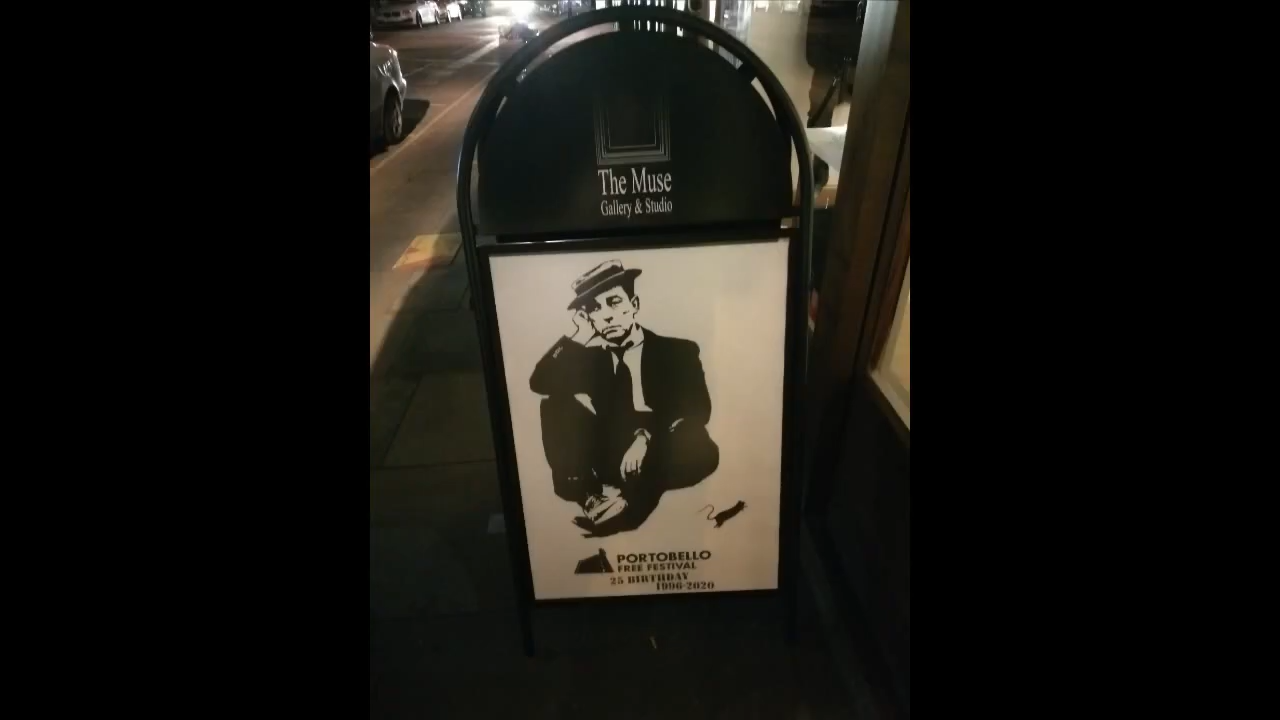 The Muse
Gallery & Studio
PORTOBELLO
FREE FESTIVAL
25 BIRTHDAY
1996-2020